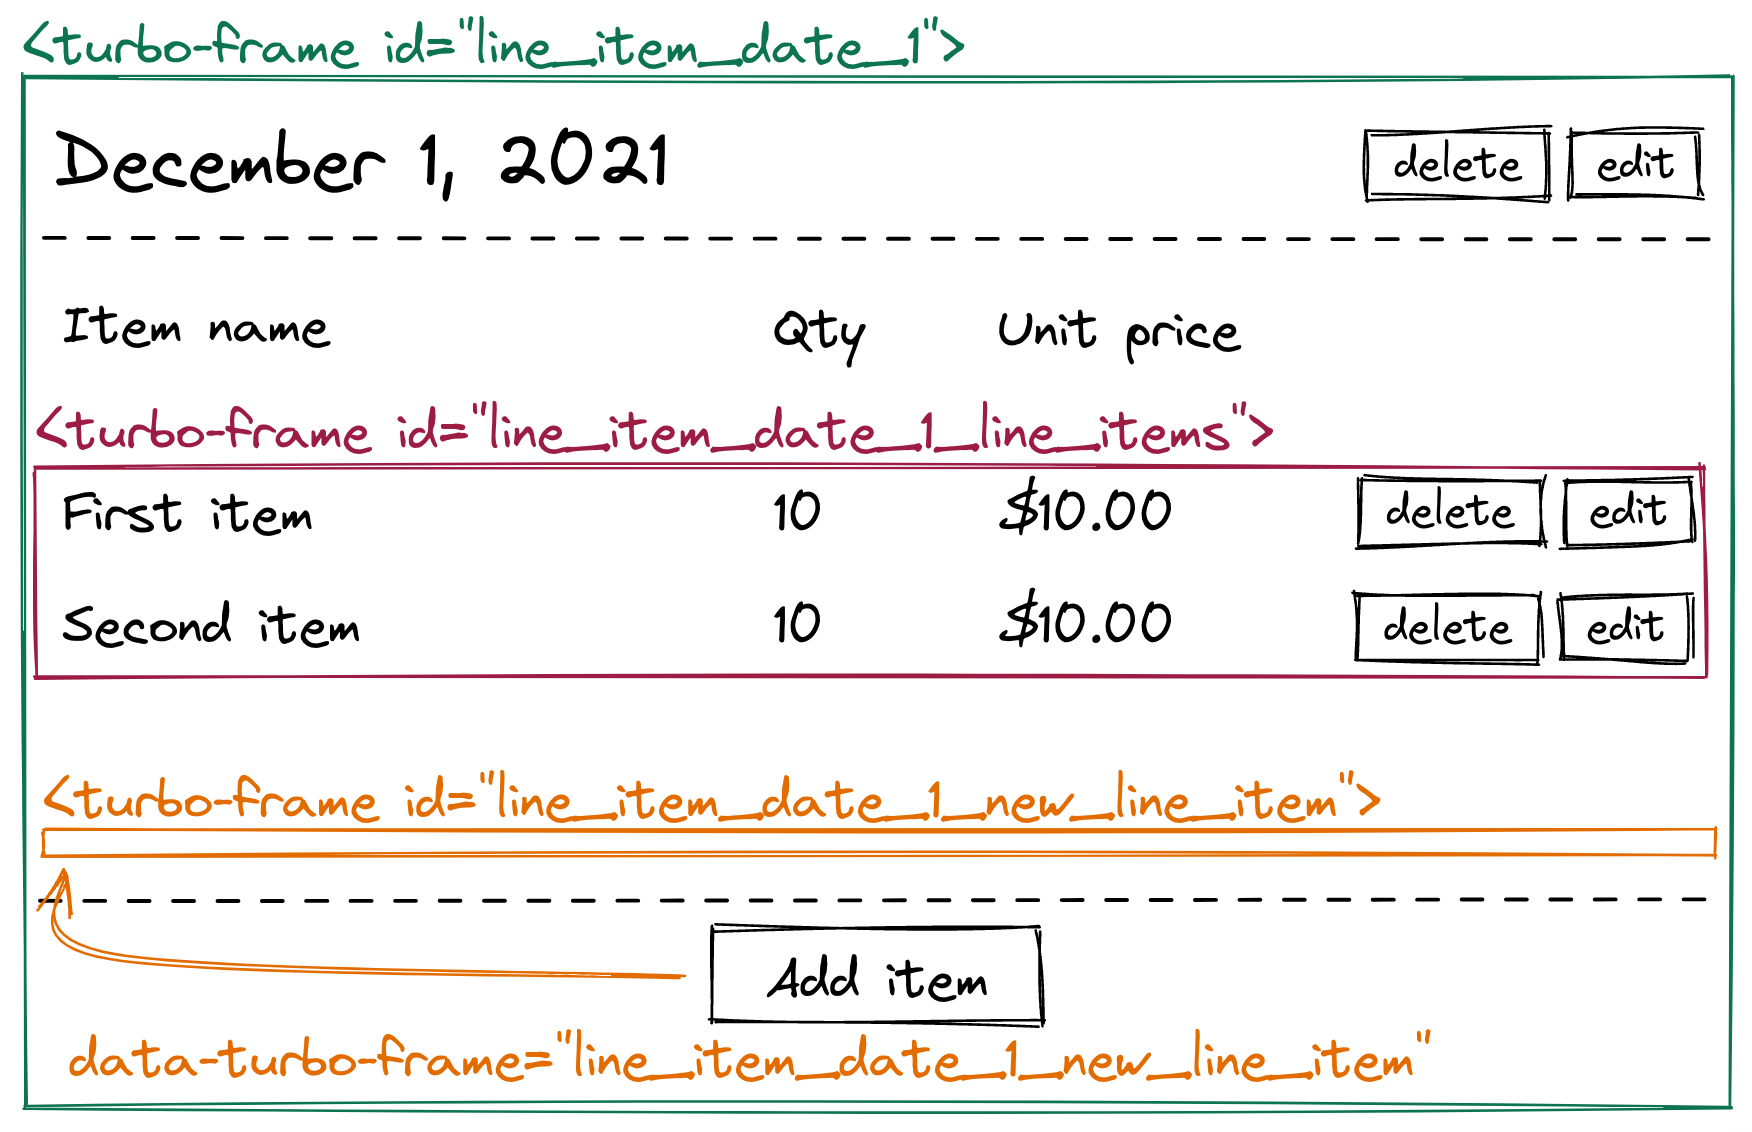 <turbo-frame id="line_item_date_1">
December 1, 2021 delete edit
Item name Qty Unit price
<turbo-frame id="line_item_date_1_line_items">
First item 10 $10.00 delete edit
Second item 10 $10.00 delete edit
<turbo-frame id="line_item_date_1_new_line_item">
Add item
data-turbo-frame="line_item_date_1_new_line_item"